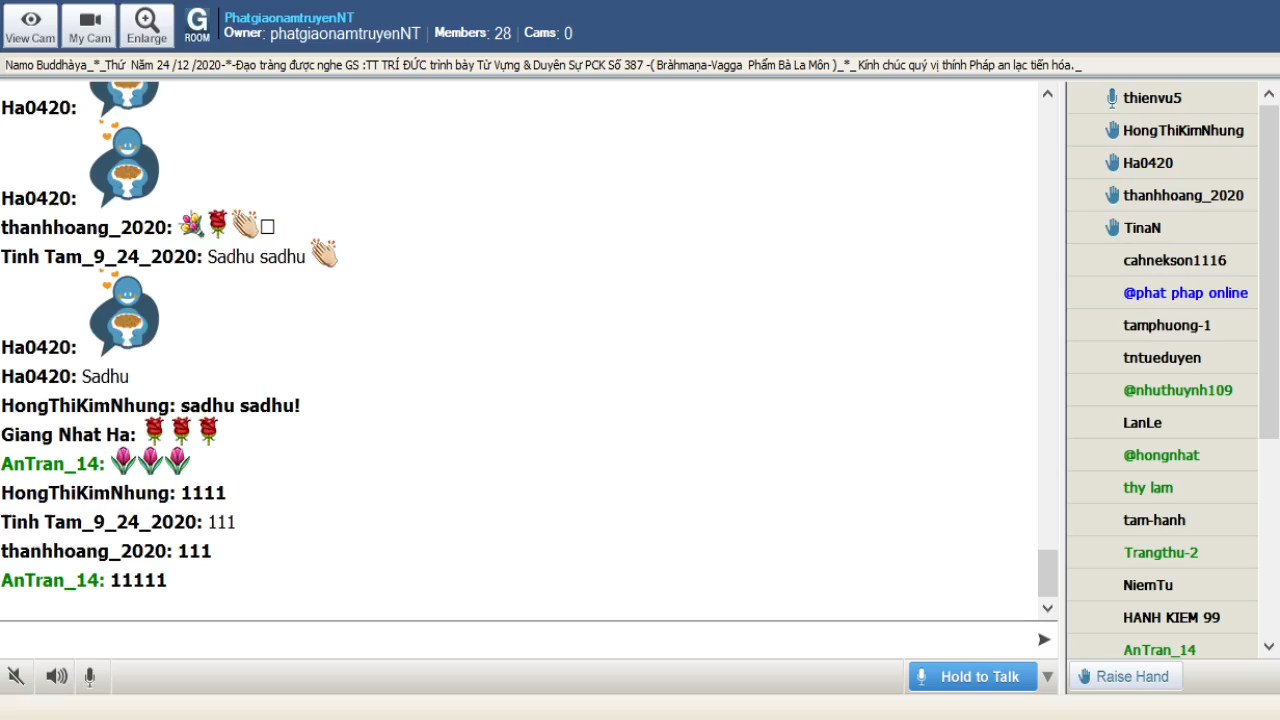 View Cam
My Cam
Enlarge
G
ROOM
PhatgiaonamtruyenNT
Owner: phatgiaonamtruyenNT | Members: 28 | Cams: 0
Namo Buddhàya_*_Thứ Năm 24 /12 /2020-*-Đạo tràng được nghe GS :TT TRÍ ĐỨC trình bày Từ Vựng & Duyên Sự PCK Số 387 -( Bràhmaṇa-Vagga Phẩm Bà La Môn )_*_ Kính chúc quý vị thính Pháp an lạc tiến hóa._
Ha0420:
Ha0420:
thanhhoang_2020:
Tinh Tam_9_24_2020: Sadhu sadhu
Ha0420:
Ha0420: Sadhu
HongThiKimNhung: sadhu sadhu!
Giang Nhat Ha:
AnTran_14:
HongThiKimNhung: 1111
Tinh Tam_9_24_2020: 111
thanhhoang_2020: 111
AnTran_14: 11111
Hold to Talk
thienvu5
HongThiKimNhung
Ha0420
thanhhoang_2020
TinaN
cahnekson1116
@phat phap online
tamphuong-1
tntueduyen
@nhuthuynh109
LanLe
@hongnhat
thy lam
tam-hanh
Trangthu-2
NiemTu
HANH KIEM 99
AnTran_14
Raise Hand